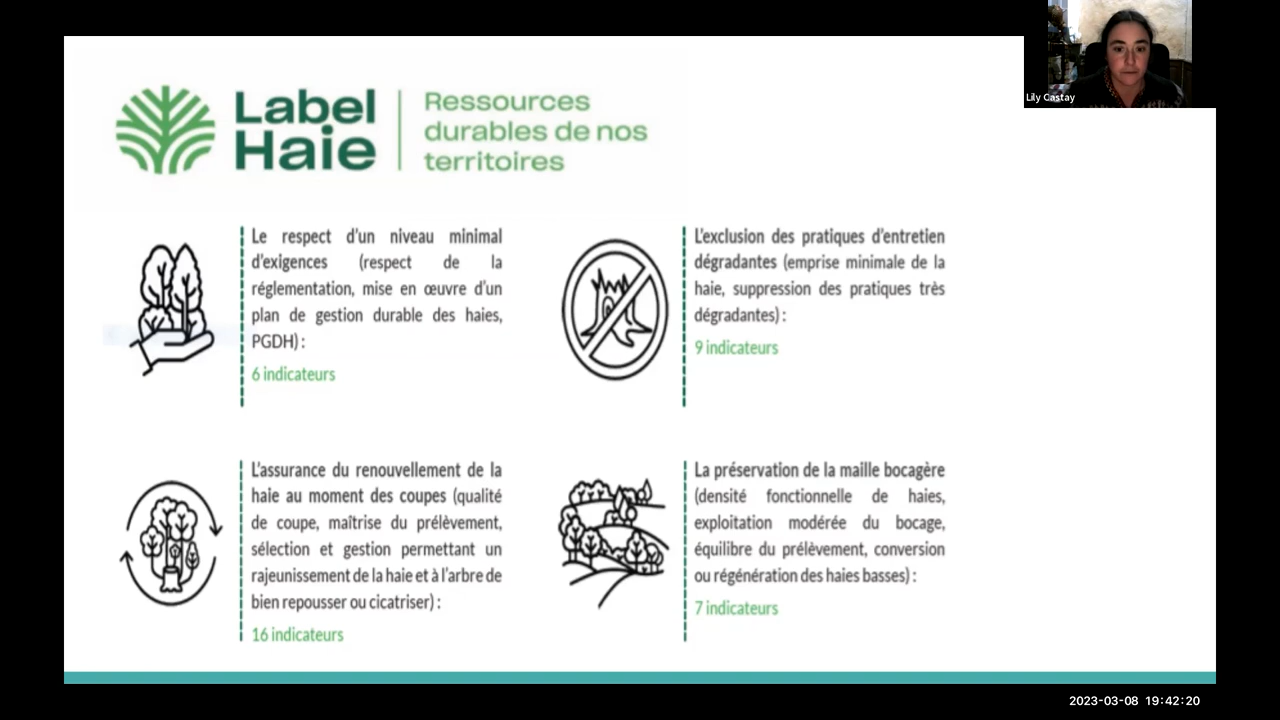 Lily Castay
Label
Haie
Ressources
durables de nos
territoires
Le respect d'un niveau minimal
d'exigences (respect de la
réglementation, mise en œuvre d'un
plan de gestion durable des haies,
PGDH) :
6 indicateurs
L'exclusion des pratiques d'entretien
dégradantes (emprise minimale de la
haie, suppression des pratiques très
dégradantes) :
9 indicateurs
L'assurance du renouvellement de la
haie au moment des coupes (qualité
de coupe, maîtrise du prélèvement,
sélection et gestion permettant un
rajeunissement de la haie et à l'arbre de
bien repousser ou cicatriser) :
16 indicateurs
La préservation de la maille bocagère
(densité fonctionnelle de haies,
exploitation modérée du bocage,
équilibre du prélèvement, conversion
ou régénération des haies basses) :
7 indicateurs
2023-03-08 19:42:20